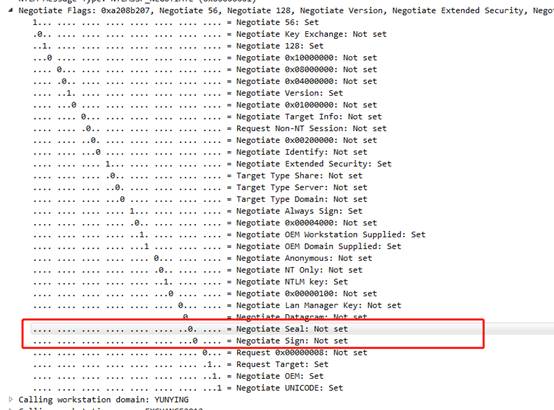 Negotiate Flags: 0xa208b207, Negotiate 56, Negotiate 128, Negotiate Version, Negotiate Extended Security, Nego
1... .... .... .... .... .... .... .... = Negotiate 56: Set
.0.. .... .... .... .... .... .... .... = Negotiate Key Exchange: Not set
..1. .... .... .... .... .... .... .... = Negotiate 128: Set
...0 .... .... .... .... .... .... .... = Negotiate 0x10000000: Not set
.... 0... .... .... .... .... .... .... = Negotiate 0x08000000: Not set
.... .0.. .... .... .... .... .... .... = Negotiate 0x04000000: Not set
.... ..1. .... .... .... .... .... .... = Negotiate Version: Set
.... ...0 .... .... .... .... .... .... = Negotiate 0x01000000: Not set
.... .... 0... .... .... .... .... .... = Negotiate Target Info: Not set
.... .... .0.. .... .... .... .... .... = Request Non-NT Session: Not set
.... .... ..0. .... .... .... .... .... = Negotiate 0x00200000: Not set
.... .... ...0 .... .... .... .... .... = Negotiate Identify: Not set
.... .... .... 1... .... .... .... .... = Negotiate Extended Security: Set
.... .... .... .0.. .... .... .... .... = Target Type Share: Not set
.... .... .... ..0. .... .... .... .... = Target Type Server: Not set
.... .... .... ...0 .... .... .... .... = Target Type Domain: Not set
.... .... .... .... 1... .... .... .... = Negotiate Always Sign: Set
.... .... .... .... .0.. .... .... .... = Negotiate 0x00004000: Not set
.... .... .... .... ..1. .... .... .... = Negotiate OEM Workstation Supplied: Set
.... .... .... .... ...1 .... .... .... = Negotiate OEM Domain Supplied: Set
.... .... .... .... .... 0... .... .... = Negotiate Anonymous: Not set
.... .... .... .... .... .0.. .... .... = Negotiate NT Only: Not set
.... .... .... .... .... ..1. .... .... = Negotiate NTLM key: Set
.... .... .... .... .... ...0 .... .... = Negotiate 0x00000100: Not set
.... .... .... .... .... .... 0... .... = Negotiate Lan Manager Key: Not set
.... .... .... .... .... .... .0.. .... = Negotiate Datagram: Not set
.... .... .... .... .... .... ..0. .... = Negotiate Seal: Not set
.... .... .... .... .... .... ...0 .... = Negotiate Sign: Not set
.... .... .... .... .... .... .... 0... = Request 0x00000008: Not set
.... .... .... .... .... .... .... .1.. = Request Target: Set
.... .... .... .... .... .... .... ..1. = Negotiate OEM: Set
.... .... .... .... .... .... .... ...1 = Negotiate UNICODE: Set
Calling workstation domain: YUNYING